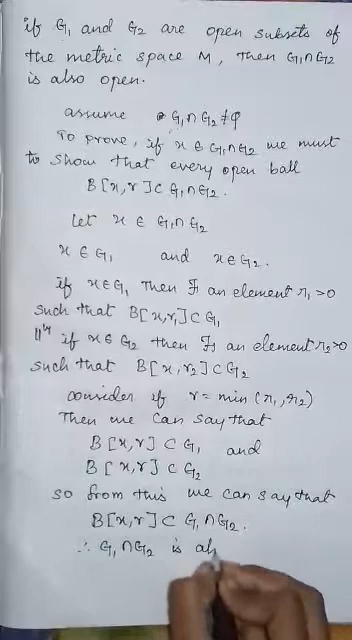 if G₁ and G₂ are open subsets of
the metric space M, then G₁∩G₂
is also open.
assume G₁∩G₂≠φ
To prove, if x ∈ G₁∩G₂ we must
to show that every open ball
B[x,r]⊂ G₁∩G₂.
Let x ∈ G₁∩G₂
x ∈ G₁ and x∈G₂.
if x∈G₁ Then ∃ an element r₁>0
such that B[x,r₁]⊂G₁
|||ly if x∈G₂ then ∃ an element r₂>0
such that B[x,r₂]⊂G₂
consider if r=min(r₁,r₂)
Then we can say that
B[x,r]⊂G₁ and
B[x,r]⊂G₂
so from this we can say that
B[x,r]⊂G₁∩G₂.
∴ G₁∩G₂ is al